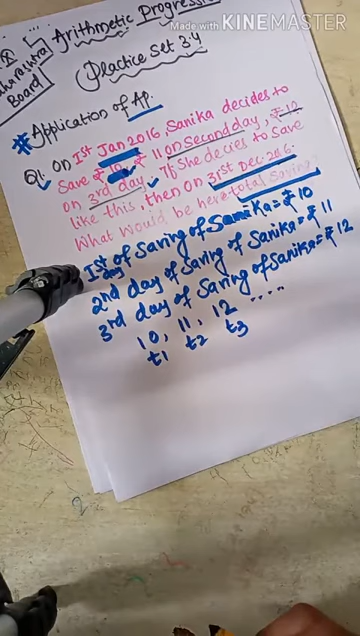 Made with KINEMASTER
Arithmetic Progress
Maharashtra Board
Practice Set 3.4
# Application of Ap.
Q1: On Ist Jan 2016, Sanika decides to
Save ₹ 10, ₹ 11 on Second day, ₹ 12
on 3rd day. If She decies to Save
like this, then on 31st Dec. 2016.
What would be here total Saving?
Ist day of Saving of Sanika = ₹ 10
2nd day of Saving of Sanika = ₹ 11
3rd day of Saving of Sanika = ₹ 12
10, 11, 12 ....
t1 t2 t3